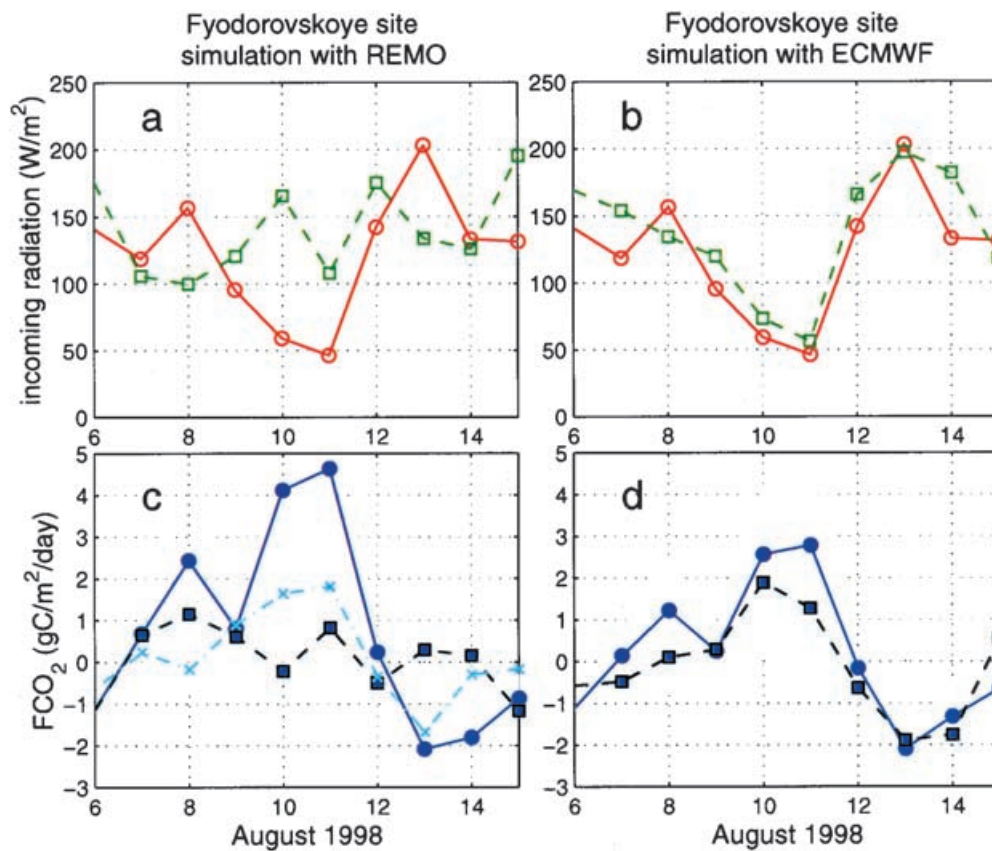 Fyodorovskoye site
simulation with REMO
Fyodorovskoye site
simulation with ECMWF
incoming radiation (W/m²)
250
200
150
100
50
0
a
6 8 10 12 14
250
200
150
100
50
0
b
6 8 10 12 14
FCO₂ (gC/m²/day)
5
4
3
2
1
0
−1
−2
−3
c
6 8 10 12 14
August 1998
5
4
3
2
1
0
−1
−2
−3
d
6 8 10 12 14
August 1998